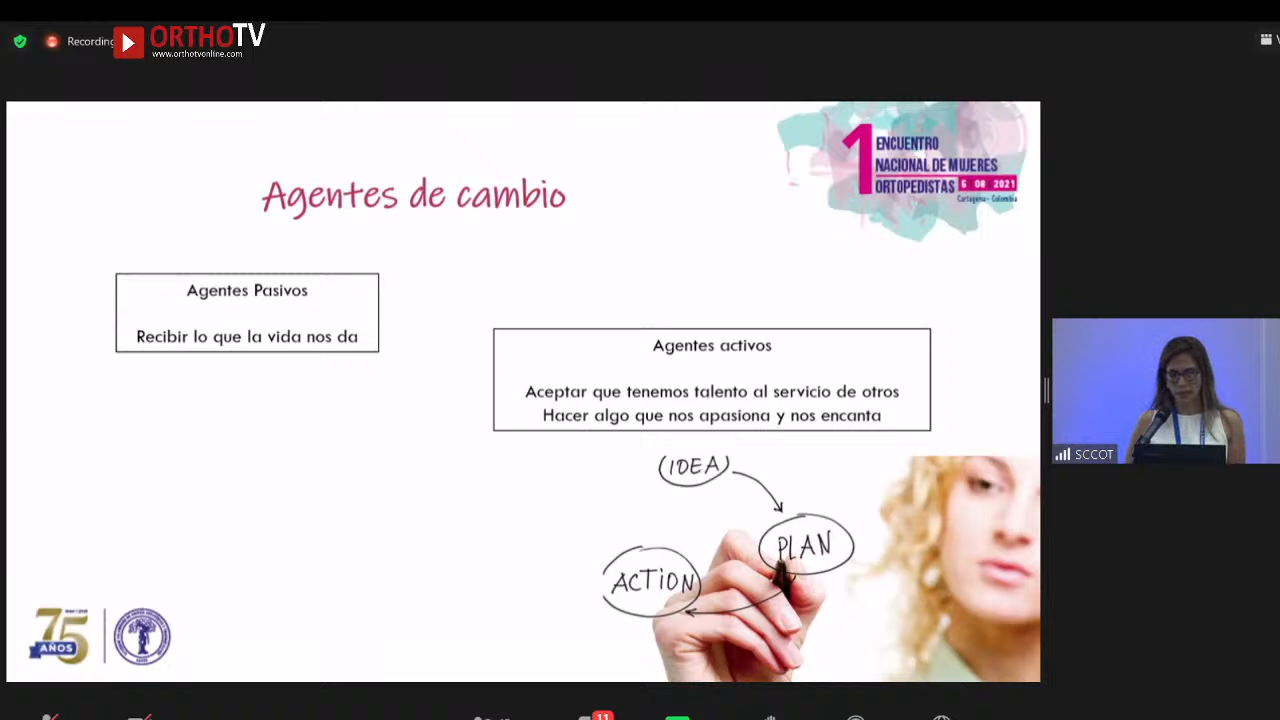 Recording
ORTHOTV
www.orthotvonline.com
1 ENCUENTRO
NACIONAL DE MUJERES
ORTOPEDISTAS 5 08 2021
Cartagena - Colombia
Agentes de cambio
Agentes Pasivos
Recibir lo que la vida nos da
Agentes activos
Aceptar que tenemos talento al servicio de otros
Hacer algo que nos apasiona y nos encanta
(IDEA)
PLAN
ACTION
75
AÑOS
SCCOT
11